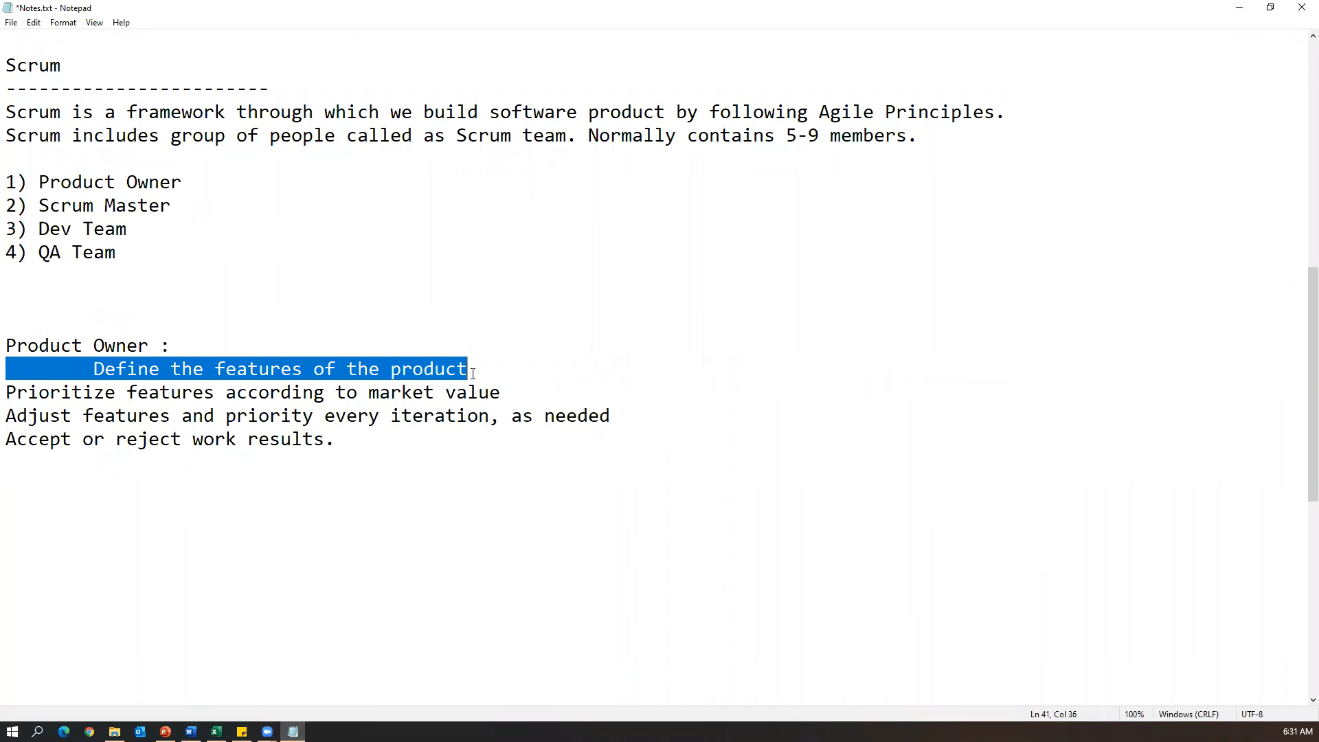 *Notes.txt - Notepad
File Edit Format View Help
Scrum
------------------------
Scrum is a framework through which we build software product by following Agile Principles.
Scrum includes group of people called as Scrum team. Normally contains 5-9 members.
1) Product Owner
2) Scrum Master
3) Dev Team
4) QA Team
Product Owner :
Define the features of the product
Prioritize features according to market value
Adjust features and priority every iteration, as needed
Accept or reject work results.
Ln 41, Col 36 100% Windows (CRLF) UTF-8
6:31 AM